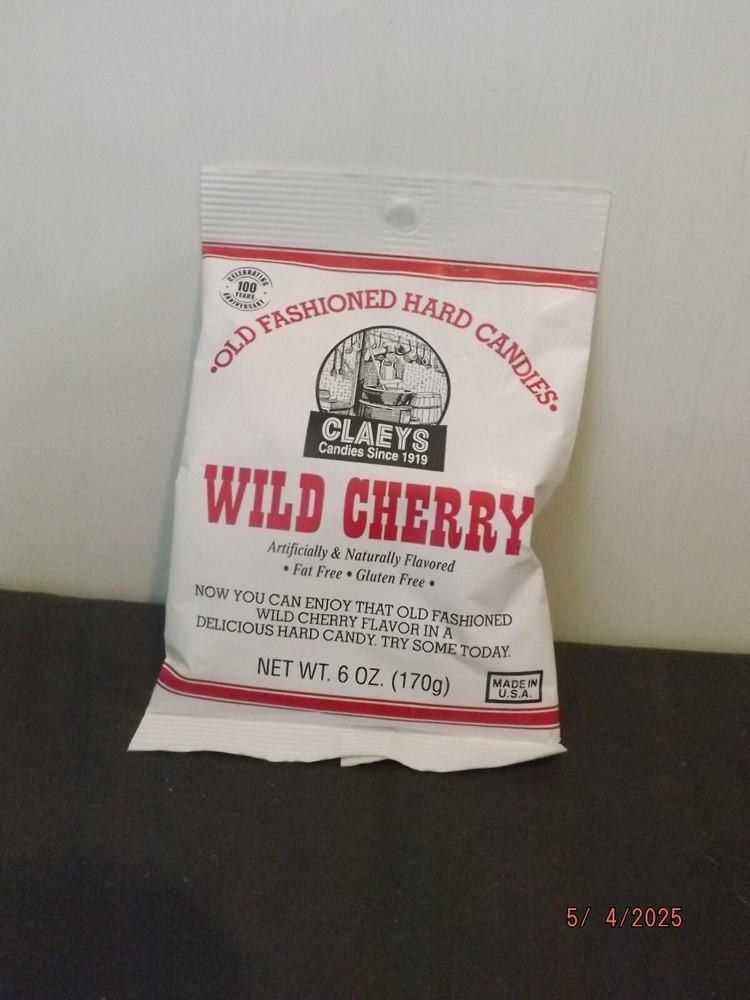 CELEBRATING
100
YEARS
ANNIVERSARY
•OLD FASHIONED HARD CANDIES•
CLAEYS
Candies Since 1919
WILD CHERRY
Artificially & Naturally Flavored
• Fat Free • Gluten Free •
NOW YOU CAN ENJOY THAT OLD FASHIONED
WILD CHERRY FLAVOR IN A
DELICIOUS HARD CANDY. TRY SOME TODAY.
NET WT. 6 OZ. (170g)
MADE IN
U.S.A.
5/ 4/2025